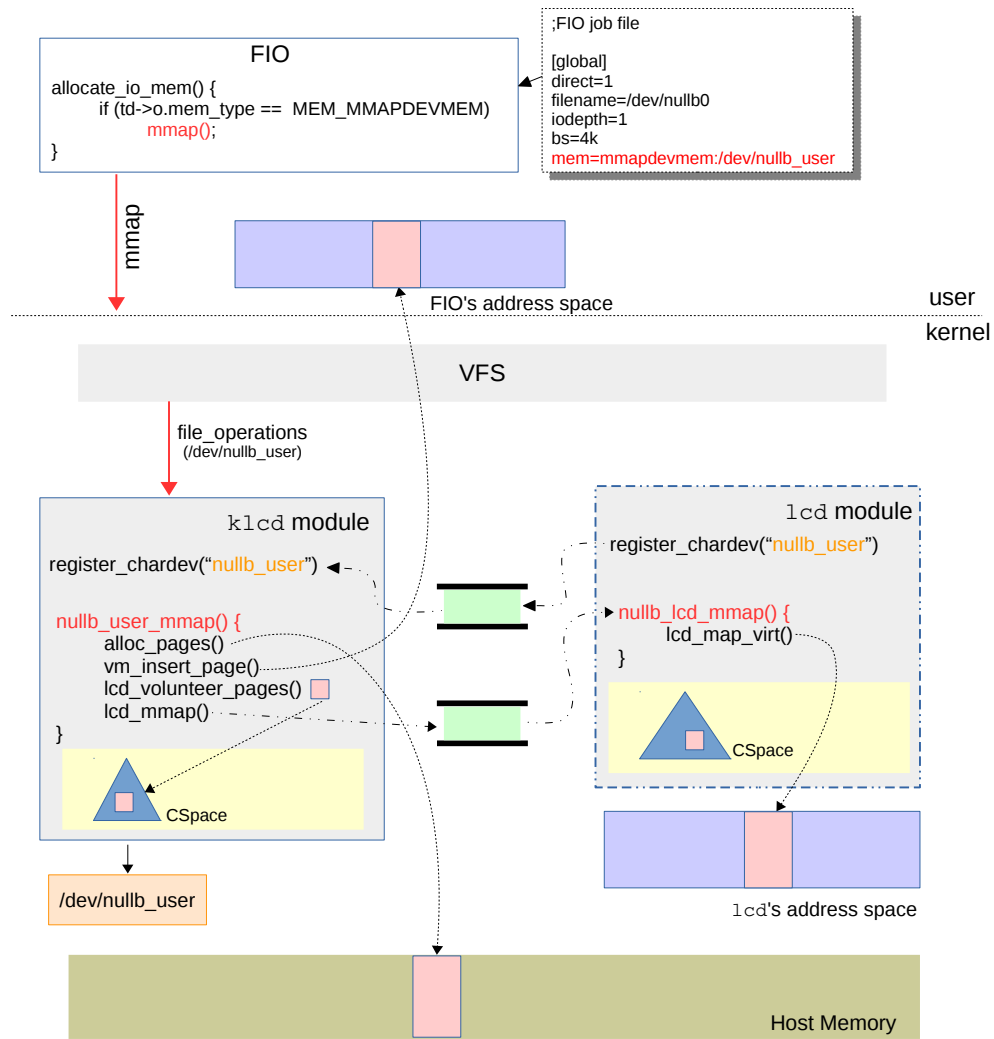 FIO
allocate_io_mem() {
if (td->o.mem_type == MEM_MMAPDEVMEM)
mmap();
}
;FIO job file
[global]
direct=1
filename=/dev/nullb0
iodepth=1
bs=4k
mem=mmapdevmem:/dev/nullb_user
mmap
FIO's address space
user
kernel
VFS
file_operations
(/dev/nullb_user)
klcd module
register_chardev(“nullb_user”)
nullb_user_mmap() {
alloc_pages()
vm_insert_page()
lcd_volunteer_pages()
lcd_mmap()
}
CSpace
/dev/nullb_user
lcd module
register_chardev(“nullb_user”)
nullb_lcd_mmap() {
lcd_map_virt()
}
CSpace
lcd's address space
Host Memory